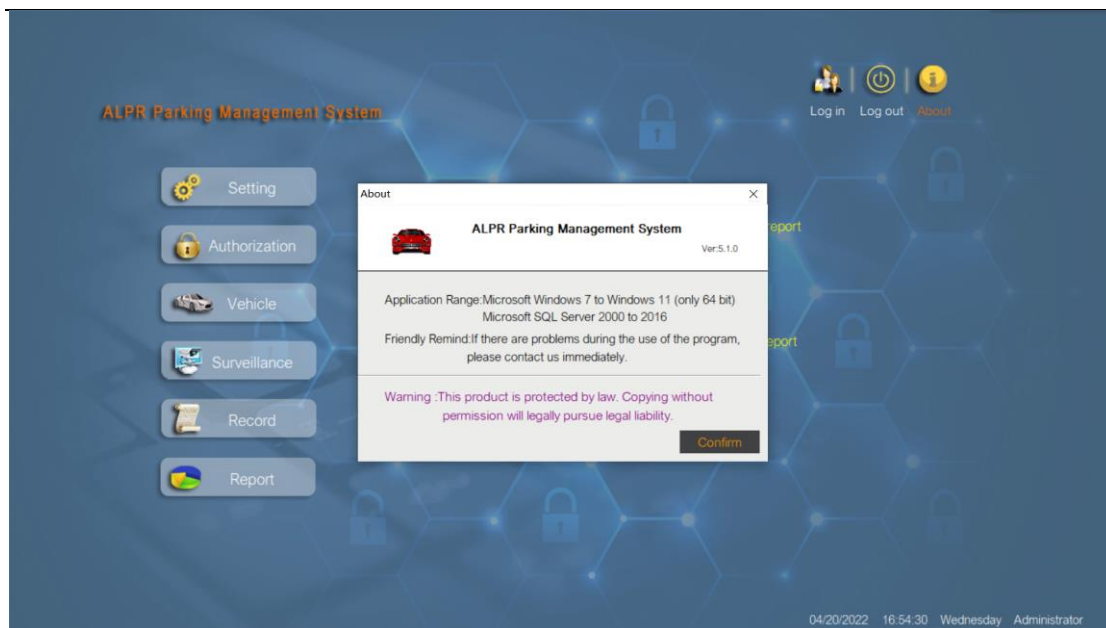 Log in Log out About
ALPR Parking Management System
Setting
Authorization
Vehicle
Surveillance
Record
Report
About
ALPR Parking Management System
Ver:5.1.0
Application Range:Microsoft Windows 7 to Windows 11 (only 64 bit)
Microsoft SQL Server 2000 to 2016
Friendly Remind:If there are problems during the use of the program,
please contact us immediately.
Warning :This product is protected by law. Copying without
permission will legally pursue legal liability.
Confirm
eport
eport
04/20/2022 16:54:30 Wednesday Administrator